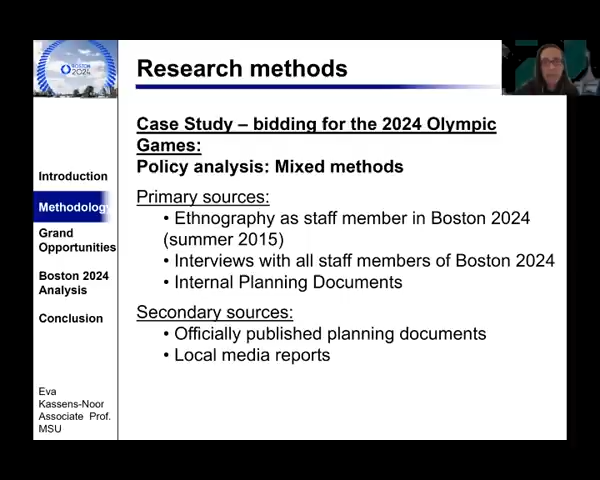 BOSTON
2024
Research methods
Case Study – bidding for the 2024 Olympic
Games:
Policy analysis: Mixed methods
Primary sources:
• Ethnography as staff member in Boston 2024
(summer 2015)
• Interviews with all staff members of Boston 2024
• Internal Planning Documents
Secondary sources:
• Officially published planning documents
• Local media reports
Introduction
Methodology
Grand
Opportunities
Boston 2024
Analysis
Conclusion
Eva
Kassens-Noor
Associate Prof.
MSU